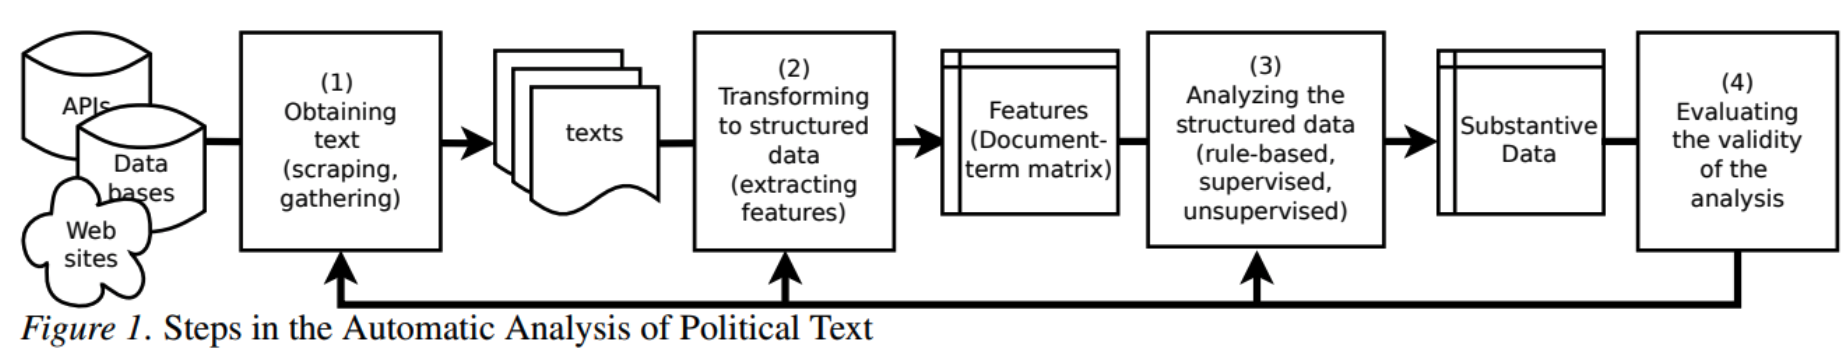 APIs
Data
bases
Web
sites
(1)
Obtaining
text
(scraping,
gathering)
texts
(2)
Transforming
to structured
data
(extracting
features)
Features
(Document-
term matrix)
(3)
Analyzing the
structured data
(rule-based,
supervised,
unsupervised)
Substantive
Data
(4)
Evaluating
the validity
of the
analysis
Figure 1. Steps in the Automatic Analysis of Political Text